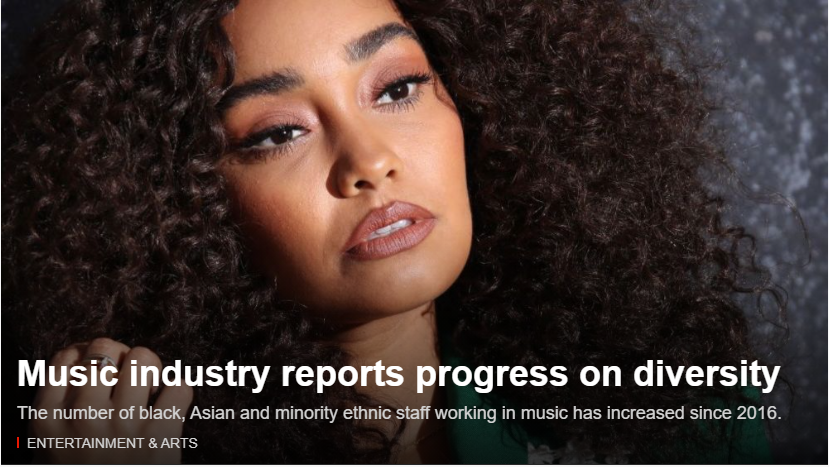 Music industry reports progress on diversity
The number of black, Asian and minority ethnic staff working in music has increased since 2016.
ENTERTAINMENT & ARTS